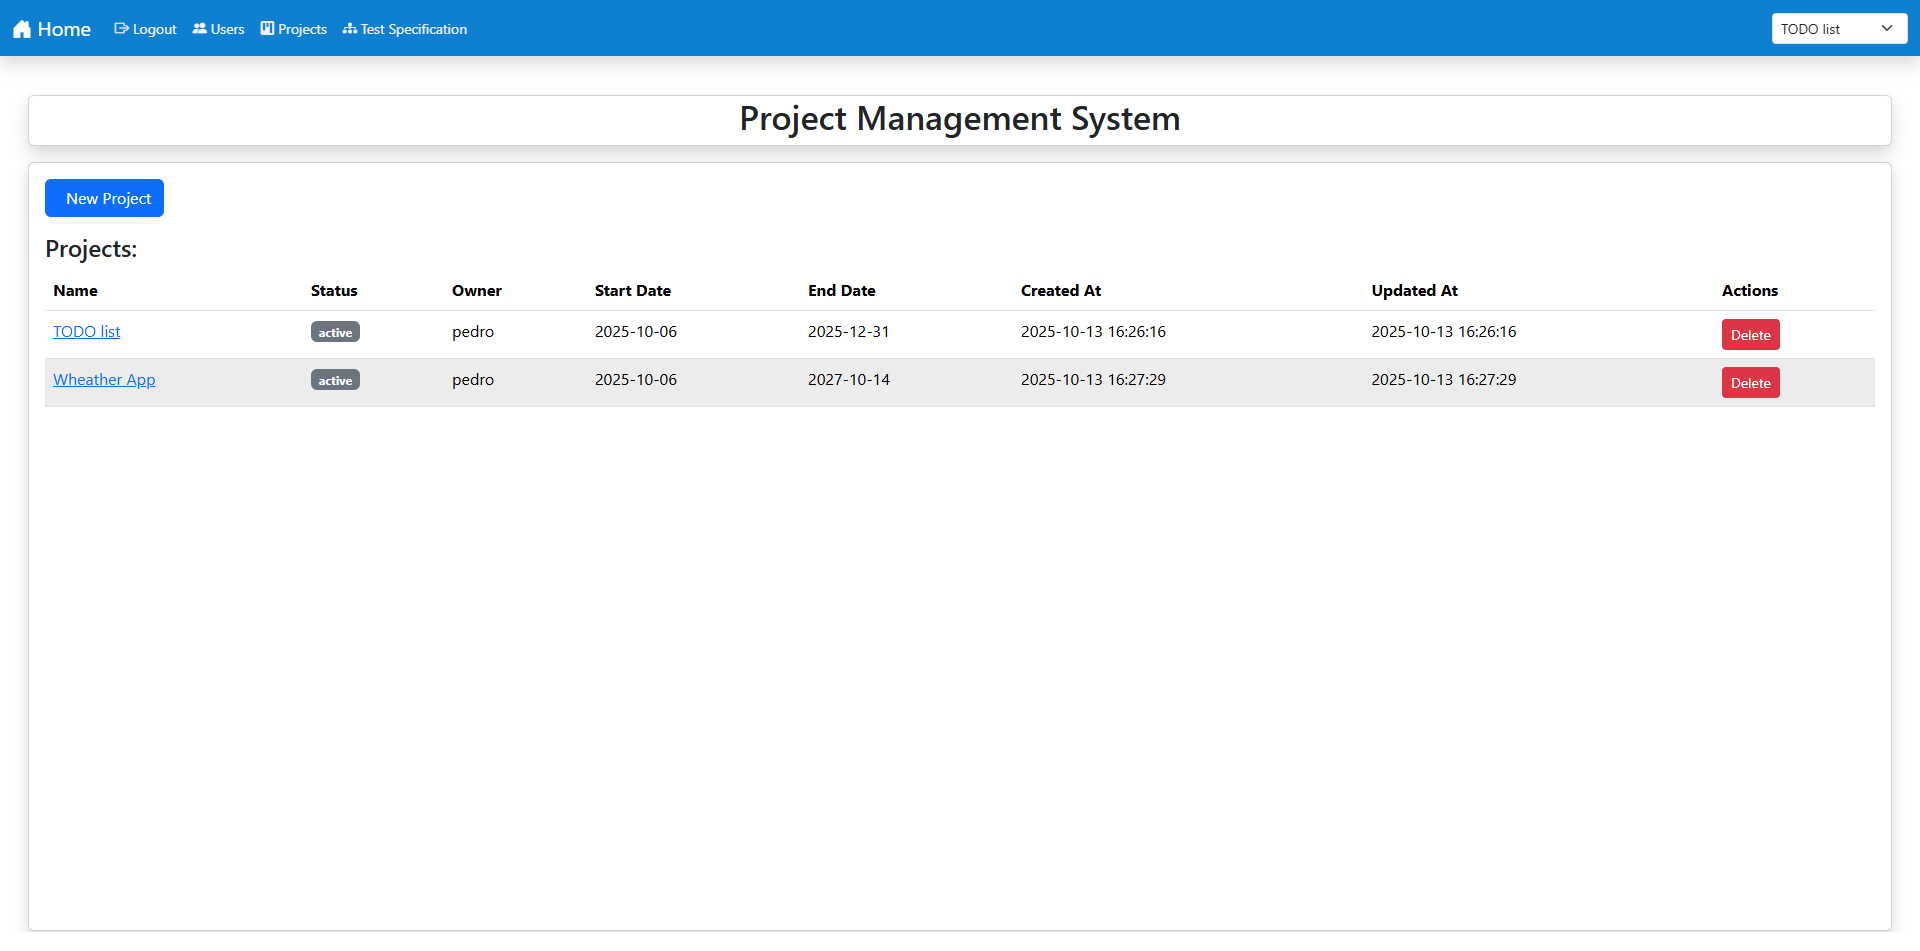 Home Logout Users Projects Test Specification TODO list
Project Management System
New Project
Projects:
Name Status Owner Start Date End Date Created At Updated At Actions
TODO list active pedro 2025-10-06 2025-12-31 2025-10-13 16:26:16 2025-10-13 16:26:16 Delete
Wheather App active pedro 2025-10-06 2027-10-14 2025-10-13 16:27:29 2025-10-13 16:27:29 Delete